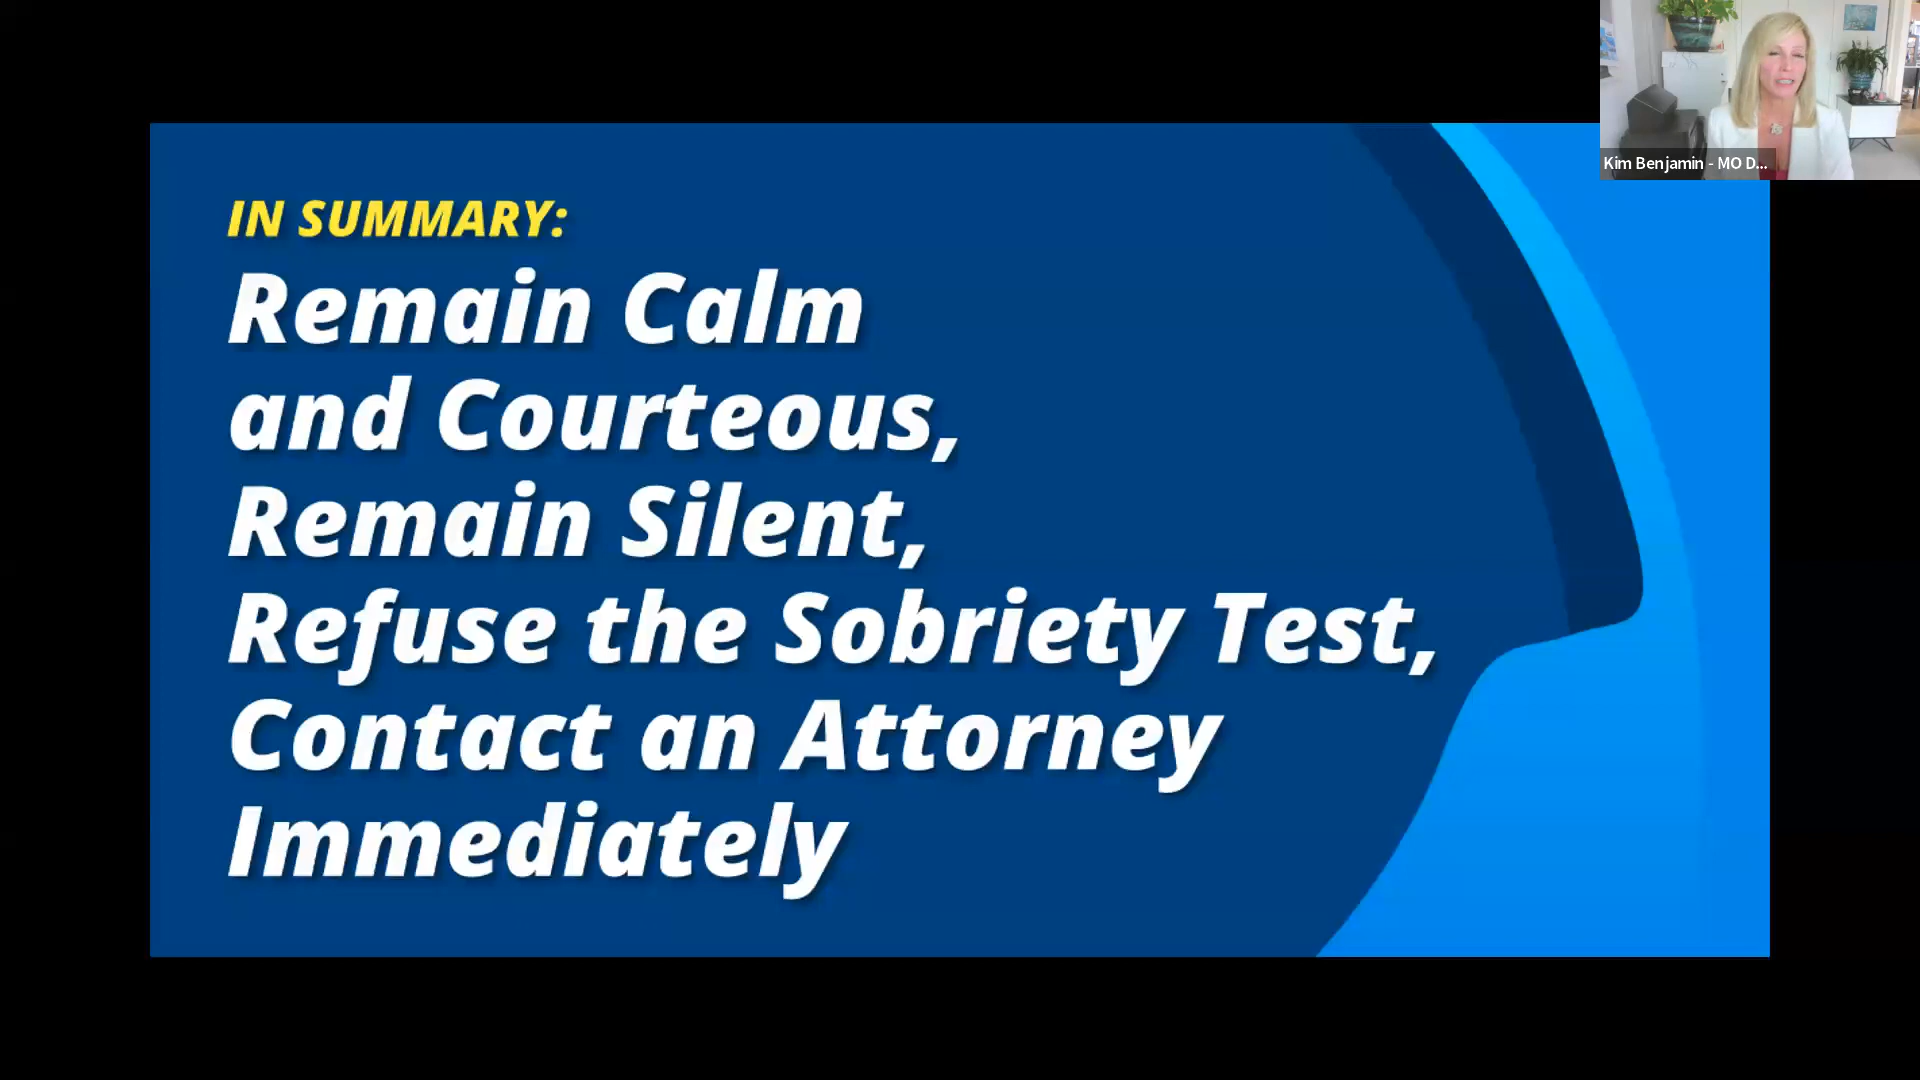 Kim Benjamin - MO D...
IN SUMMARY:
Remain Calm
and Courteous,
Remain Silent,
Refuse the Sobriety Test,
Contact an Attorney
Immediately